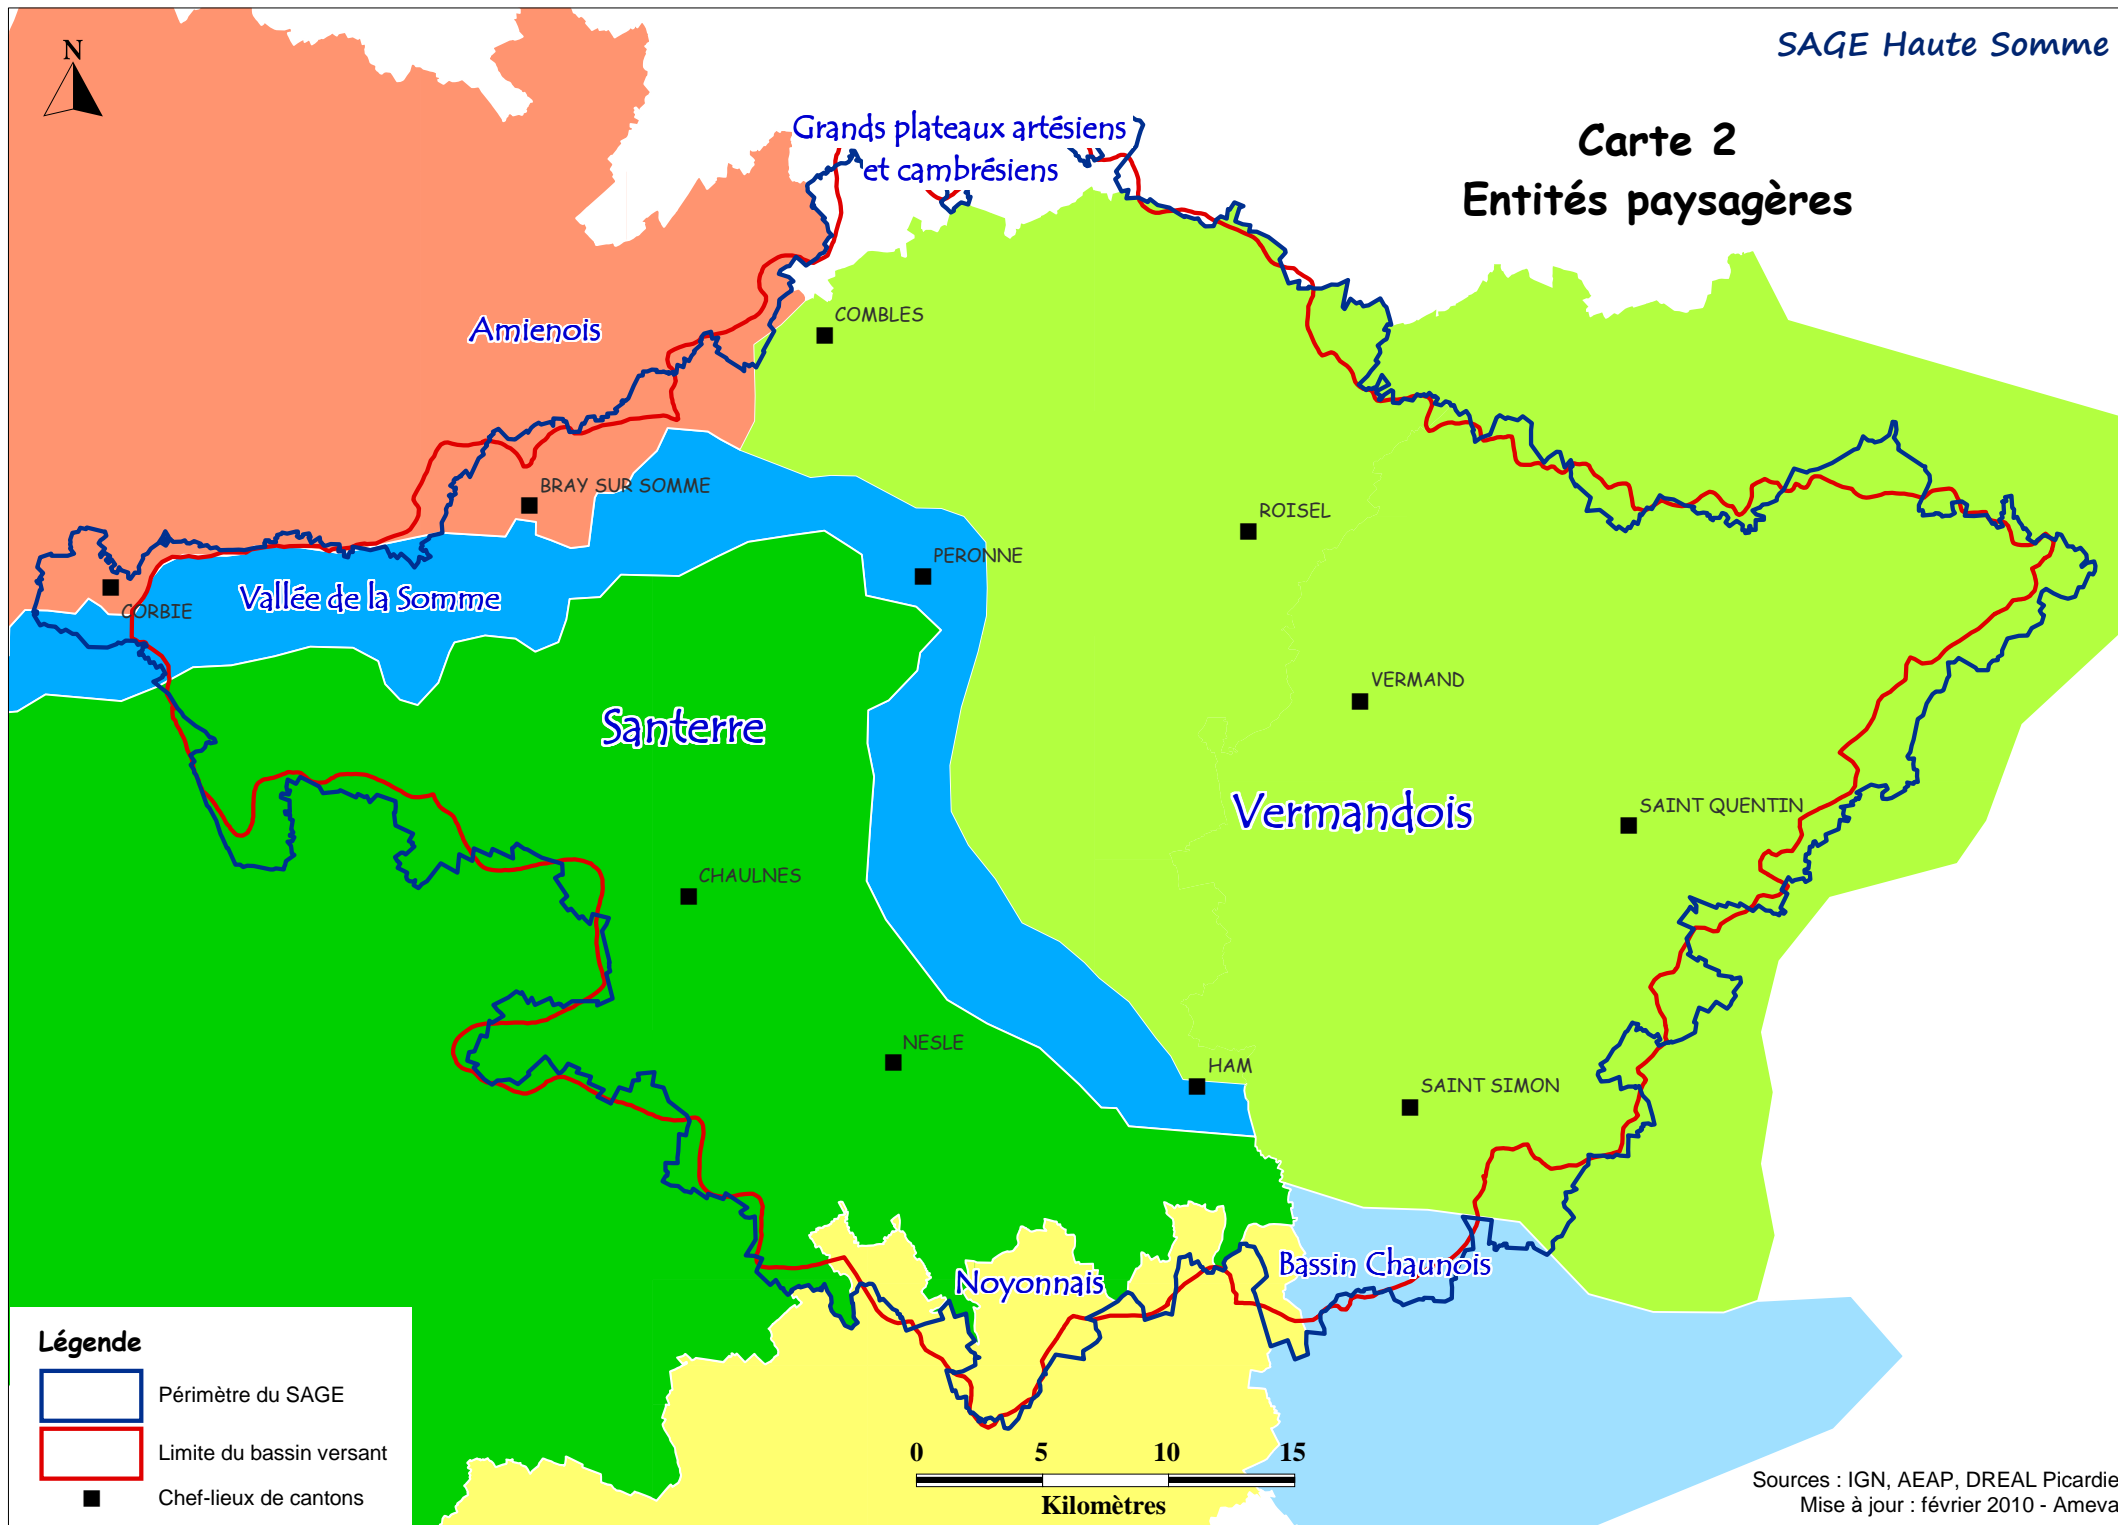 N
SAGE Haute Somme
Carte 2
Entités paysagères
Grands plateaux artésiens
et cambrésiens
Amienois
COMBLES
BRAY SUR SOMME
ROISEL
PERONNE
CORBIE
Vallée de la Somme
VERMAND
Santerre
Vermandois
SAINT QUENTIN
CHAULNES
NESLE
HAM
SAINT SIMON
Noyonnais
Bassin Chaunois
Légende
Périmètre du SAGE
Limite du bassin versant
Chef-lieux de cantons
0 5 10 15
Kilomètres
Sources : IGN, AEAP, DREAL Picardie
Mise à jour : février 2010 - Ameva